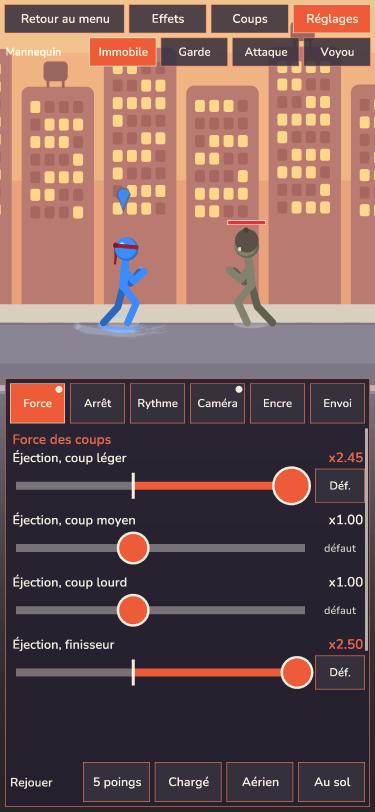 Retour au menu Effets Coups Réglages
Mannequin Immobile Garde Attaque Voyou
Force Arrêt Rythme Caméra Encre Envoi
Force des coups
Éjection, coup léger x2.45
Déf.
Éjection, coup moyen x1.00
défaut
Éjection, coup lourd x1.00
défaut
Éjection, finisseur x2.50
Déf.
Rejouer 5 poings Chargé Aérien Au sol